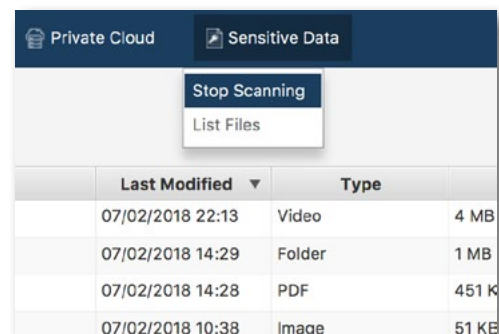 Private Cloud Sensitive Data
Stop Scanning
List Files
Last Modified ▼ Type
07/02/2018 22:13 Video 4 MB
07/02/2018 14:29 Folder 1 MB
07/02/2018 14:28 PDF 451 K
07/02/2018 10:38 Image 51 KB